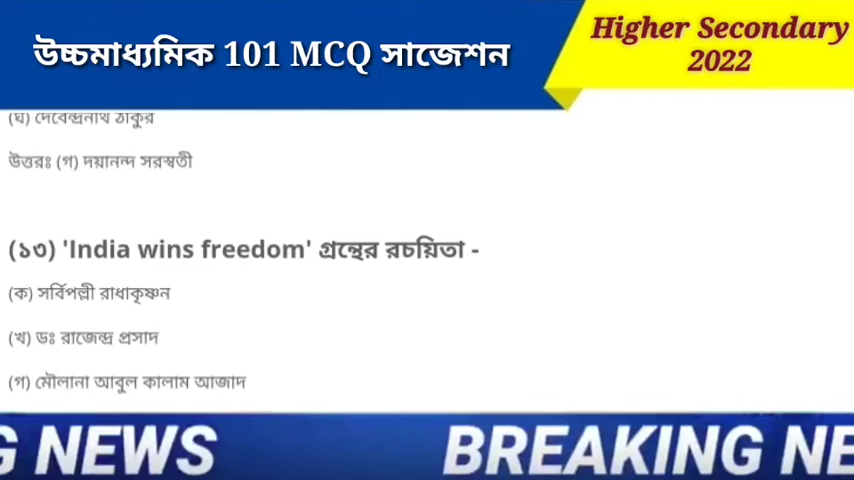 উচ্চমাধ্যমিক 101 MCQ সাজেশন
Higher Secondary
2022
(ঘ) দেবেন্দ্রনাথ ঠাকুর
উত্তরঃ (গ) দয়ানন্দ সরস্বতী
(১৩) 'India wins freedom' গ্রন্থের রচয়িতা -
(ক) সর্বিপল্লী রাধাকৃষ্ণন
(খ) ডঃ রাজেন্দ্র প্রসাদ
(গ) মৌলানা আবুল কালাম আজাদ
G NEWS BREAKING NE